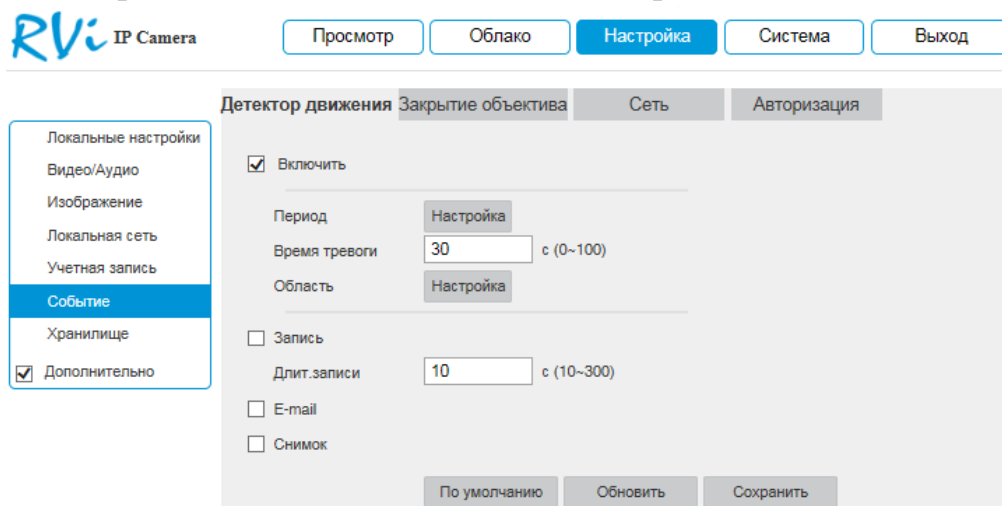 RVi IP Camera
Просмотр Облако Настройка Система Выход
Детектор движения Закрытие объектива Сеть Авторизация
Локальные настройки
Видео/Аудио
Изображение
Локальная сеть
Учетная запись
Событие
Хранилище
Дополнительно
Включить
Период Настройка
Время тревоги 30 с (0~100)
Область Настройка
Запись
Длит.записи 10 с (10~300)
E-mail
Снимок
По умолчанию Обновить Сохранить